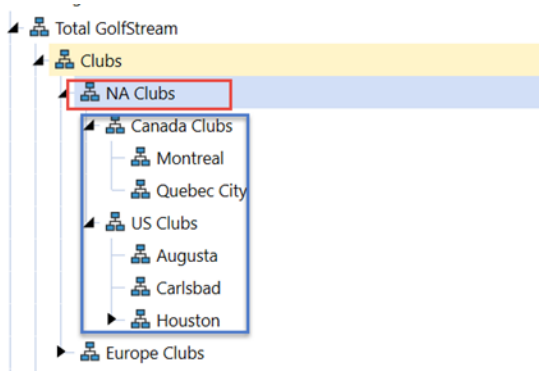 Total GolfStream
Clubs
NA Clubs
Canada Clubs
Montreal
Quebec City
US Clubs
Augusta
Carlsbad
Houston
Europe Clubs